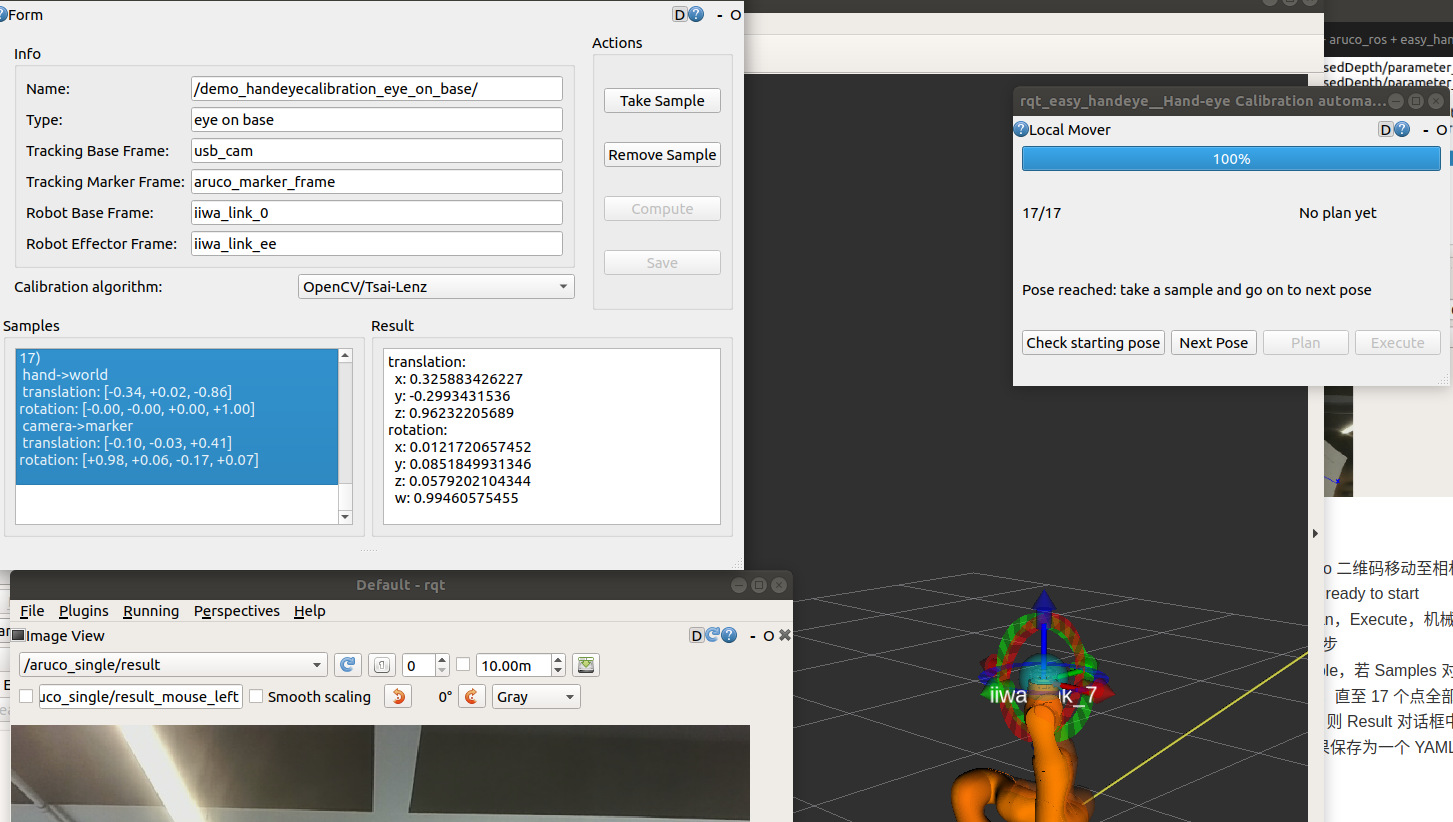 Form
D
- O
Info
Name:
/demo_handeyecalibration_eye_on_base/
Type:
eye on base
Tracking Base Frame:
usb_cam
Tracking Marker Frame:
aruco_marker_frame
Robot Base Frame:
iiwa_link_0
Robot Effector Frame:
iiwa_link_ee
Calibration algorithm:
OpenCV/Tsai-Lenz
Actions
Take Sample
Remove Sample
Compute
Save
Samples
17)
hand->world
translation: [-0.34, +0.02, -0.86]
rotation: [-0.00, -0.00, +0.00, +1.00]
camera->marker
translation: [-0.10, -0.03, +0.41]
rotation: [+0.98, +0.06, -0.17, +0.07]
Result
translation:
x: 0.325883426227
y: -0.2993431536
z: 0.96232205689
rotation:
x: 0.0121720657452
y: 0.0851849931346
z: 0.0579202104344
w: 0.99460575455
Default - rqt
File Plugins Running Perspectives Help
Image View
D
- O
/aruco_single/result
0
10.00m
uco_single/result_mouse_left
Smooth scaling
0°
Gray
aruco_ros + easy_han
sedDepth/parameter_
sedDepth/parameter_
rqt_easy_handeye__Hand-eye Calibration automa...
Local Mover
D
- O
100%
17/17
No plan yet
Pose reached: take a sample and go on to next pose
Check starting pose
Next Pose
Plan
Execute
o 二维码移动至相
ready to start
n，Execute，机械
步
ple，若 Samples 对
直至 17 个点全部
则 Result 对话框中
保存为一个 YAML